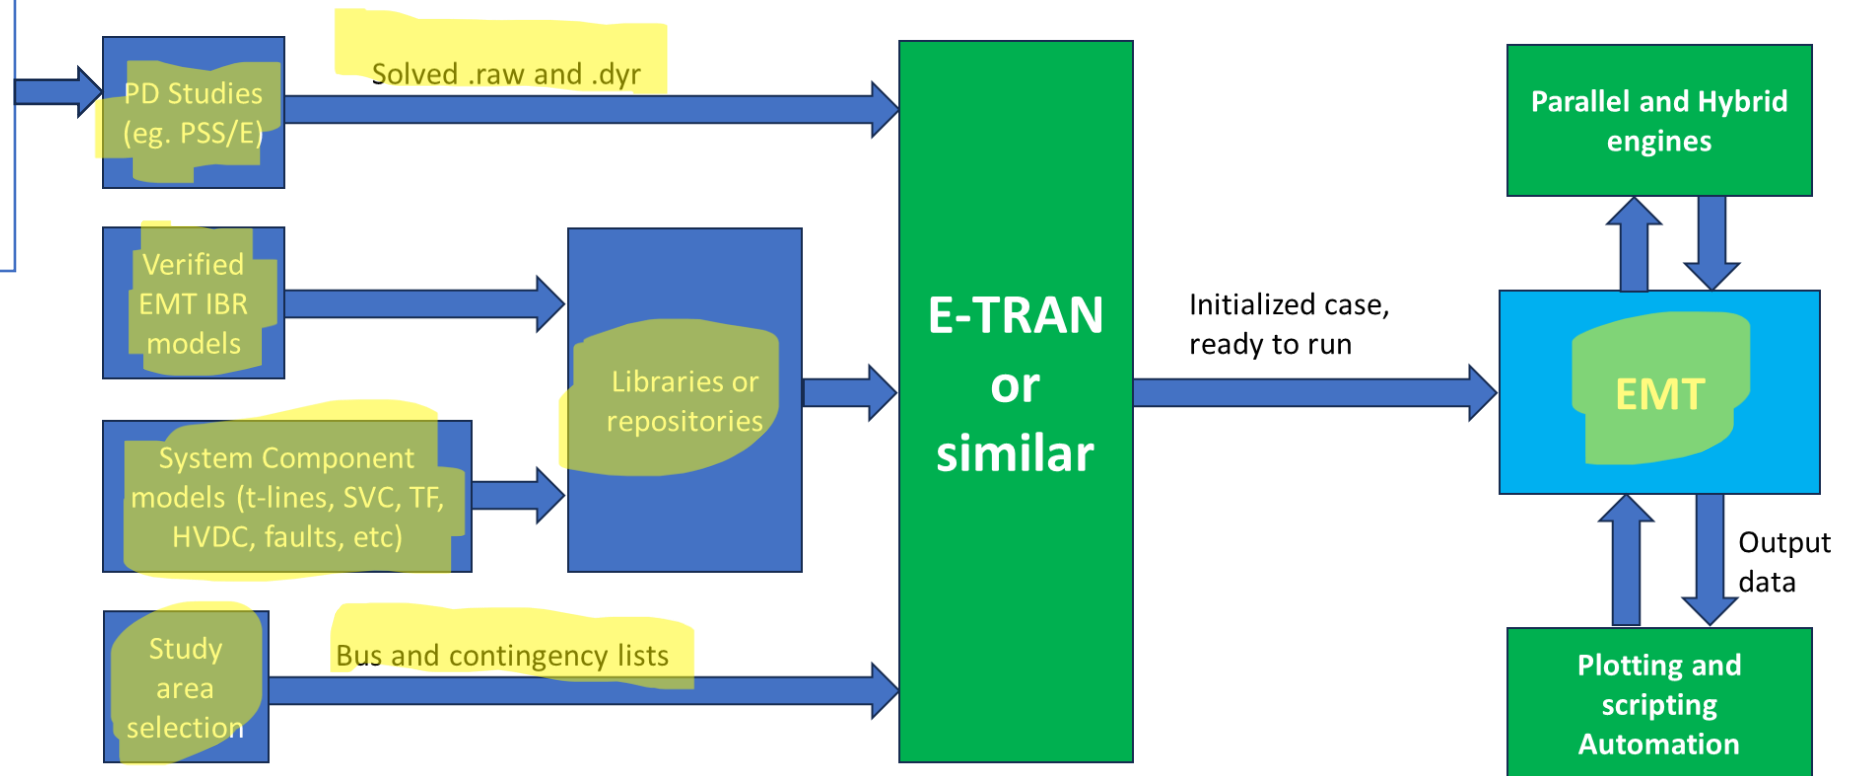 PD Studies
(eg. PSS/E)
Solved .raw and .dyr
Verified
EMT IBR
models
System Component
models (t-lines, SVC, TF,
HVDC, faults, etc)
Libraries or
repositories
Study
area
selection
Bus and contingency lists
E-TRAN
or
similar
Initialized case,
ready to run
Parallel and Hybrid
engines
EMT
Output
data
Plotting and
scripting
Automation